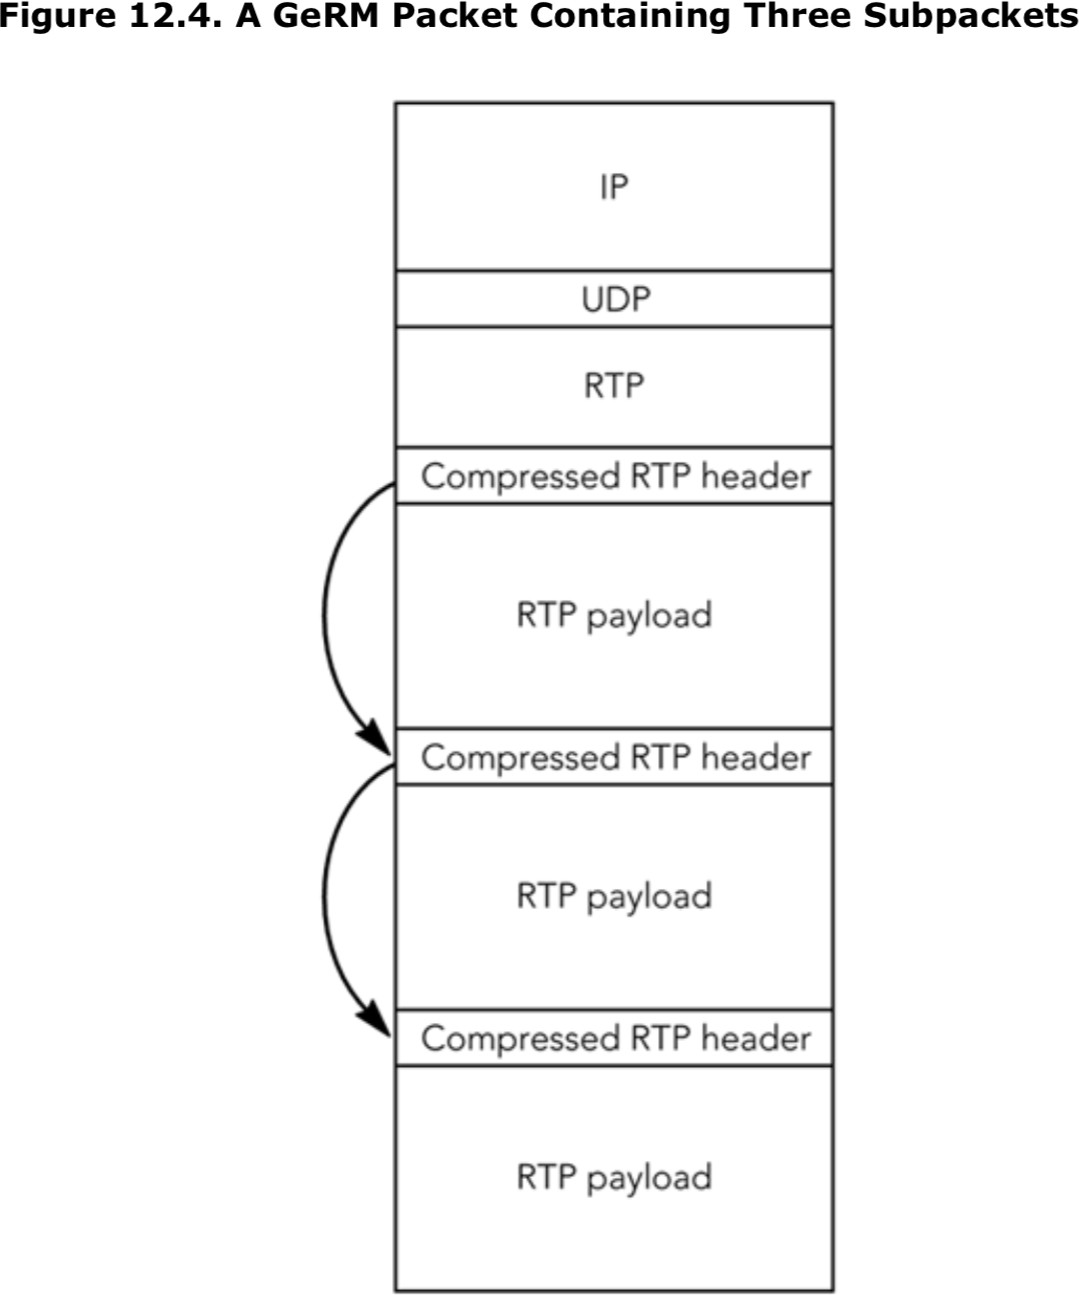 Figure 12.4. A GeRM Packet Containing Three Subpackets
IP
UDP
RTP
Compressed RTP header
RTP payload
Compressed RTP header
RTP payload
Compressed RTP header
RTP payload